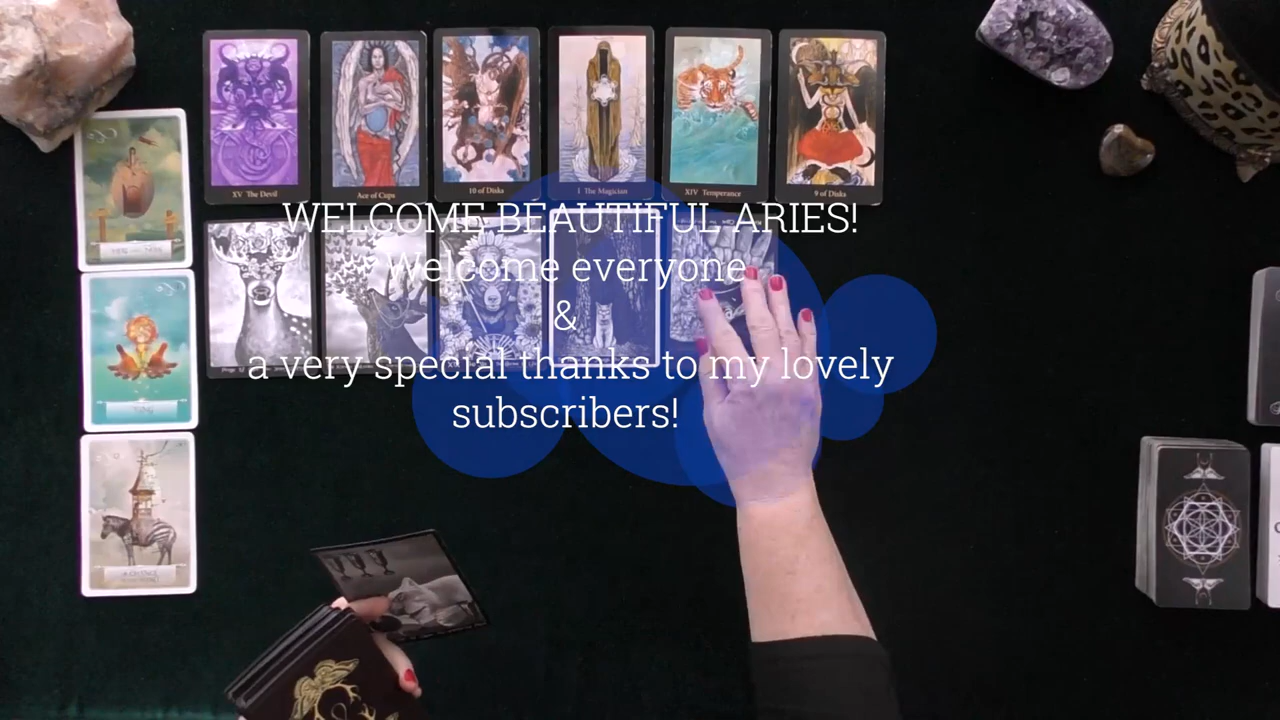 XV The Devil
Ace of Cups
10 of Disks
I The Magician
XIV Temperance
9 of Disks
WELCOME BEAUTIFUL ARIES!
Welcome everyone
&
a very special thanks to my lovely
subscribers!